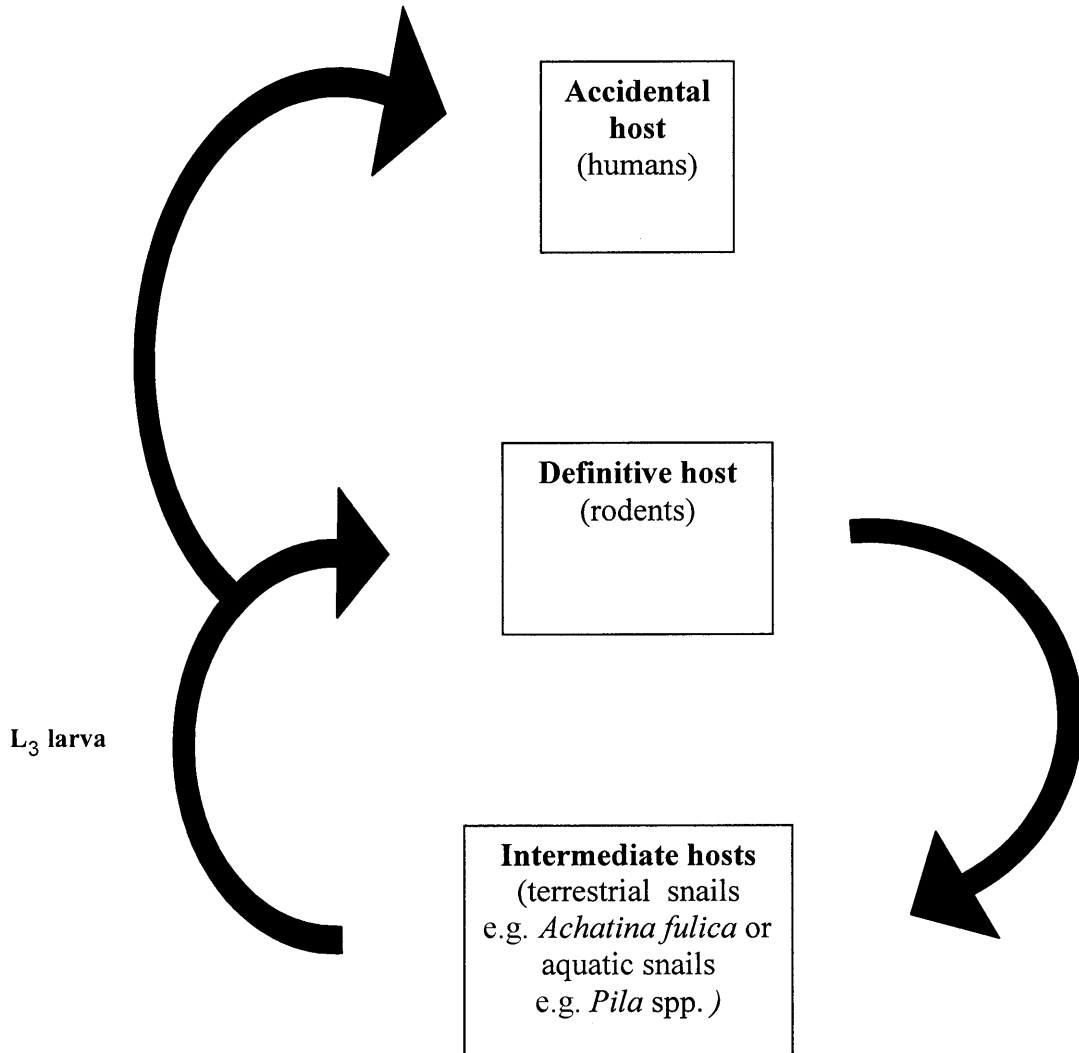 Accidental
host
(humans)
Definitive host
(rodents)
L₃ larva
Intermediate hosts
(terrestrial snails
e.g. Achatina fulica or
aquatic snails
e.g. Pila spp. )